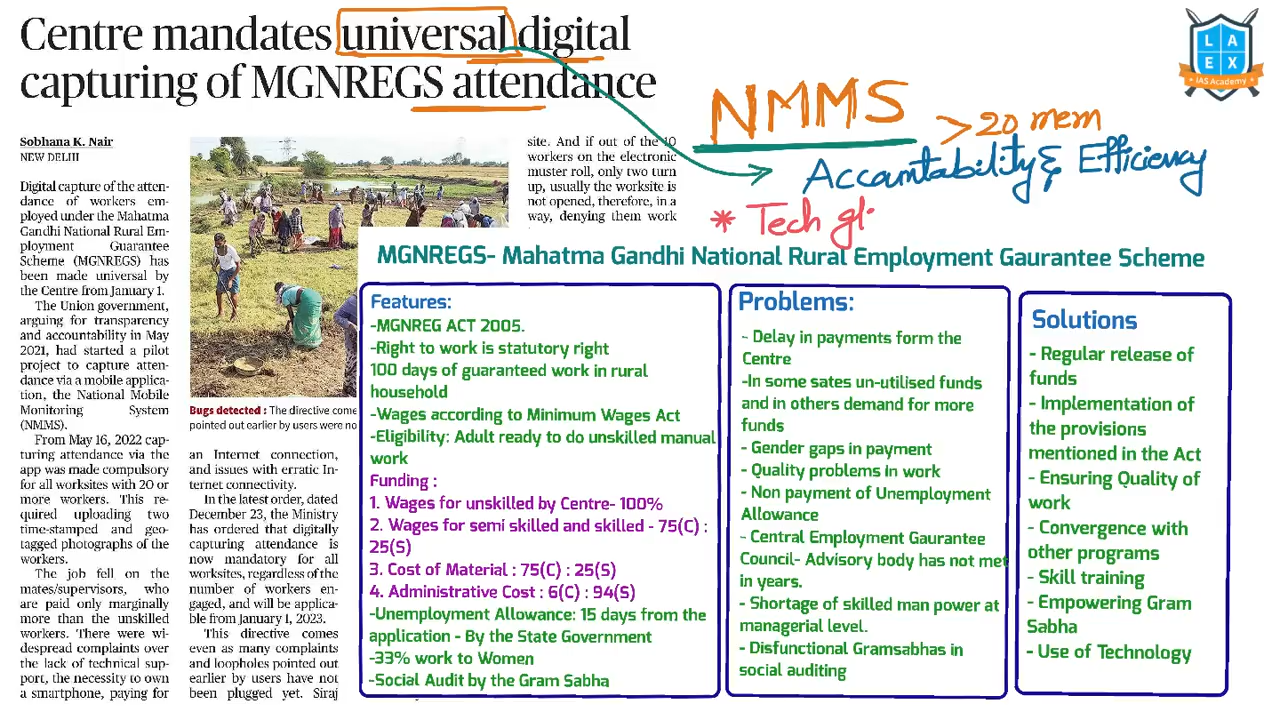 Centre mandates universal digital
capturing of MGNREGS attendance
Sobhana K. Nair
NEW DELHI
Digital capture of the atten-
dance of workers em-
ployed under the Mahatma
Gandhi National Rural Em-
ployment Guarantee
Scheme (MGNREGS) has
been made universal by
the Centre from January 1.
The Union government,
arguing for transparency
and accountability in May
2021, had started a pilot
project to capture atten-
dance via a mobile applica-
tion, the National Mobile
Monitoring System
(NMMS).
From May 16, 2022 cap-
turing attendance via the
app was made compulsory
for all worksites with 20 or
more workers. This re-
quired uploading two
time-stamped and geo-
tagged photographs of the
workers.
The job fell on the
mates/supervisors, who
are paid only marginally
more than the unskilled
workers. There were wi-
despread complaints over
the lack of technical sup-
port, the necessity to own
a smartphone, paying for
Bugs detected : The directive come
pointed out earlier by users were no
an Internet connection,
and issues with erratic In-
ternet connectivity.
In the latest order, dated
December 23, the Ministry
has ordered that digitally
capturing attendance is
now mandatory for all
worksites, regardless of the
number of workers en-
gaged, and will be applica-
ble from January 1, 2023.
This directive comes
even as many complaints
and loopholes pointed out
earlier by users have not
been plugged yet. Siraj
site. And if out of the 10
workers on the electronic
muster roll, only two turn
up, usually the worksite is
not opened, therefore, in a
way, denying them work
NMMS
>20 mem
Accountability & Efficiency
* Tech gl
LAEX
IAS Academy
MGNREGS- Mahatma Gandhi National Rural Employment Gaurantee Scheme
Features:
-MGNREG ACT 2005.
-Right to work is statutory right
100 days of guaranteed work in rural
household
-Wages according to Minimum Wages Act
-Eligibility: Adult ready to do unskilled manual
work
Funding :
1. Wages for unskilled by Centre- 100%
2. Wages for semi skilled and skilled - 75(C) :
25(S)
3. Cost of Material : 75(C) : 25(S)
4. Administrative Cost : 6(C) : 94(S)
-Unemployment Allowance: 15 days from the
application - By the State Government
-33% work to Women
-Social Audit by the Gram Sabha
Problems:
- Delay in payments form the
Centre
-In some sates un-utilised funds
and in others demand for more
funds
- Gender gaps in payment
- Quality problems in work
- Non payment of Unemployment
Allowance
- Central Employment Gaurantee
Council- Advisory body has not met
in years.
- Shortage of skilled man power at
managerial level.
- Disfunctional Gramsabhas in
social auditing
Solutions
- Regular release of
funds
- Implementation of
the provisions
mentioned in the Act
- Ensuring Quality of
work
- Convergence with
other programs
- Skill training
- Empowering Gram
Sabha
- Use of Technology